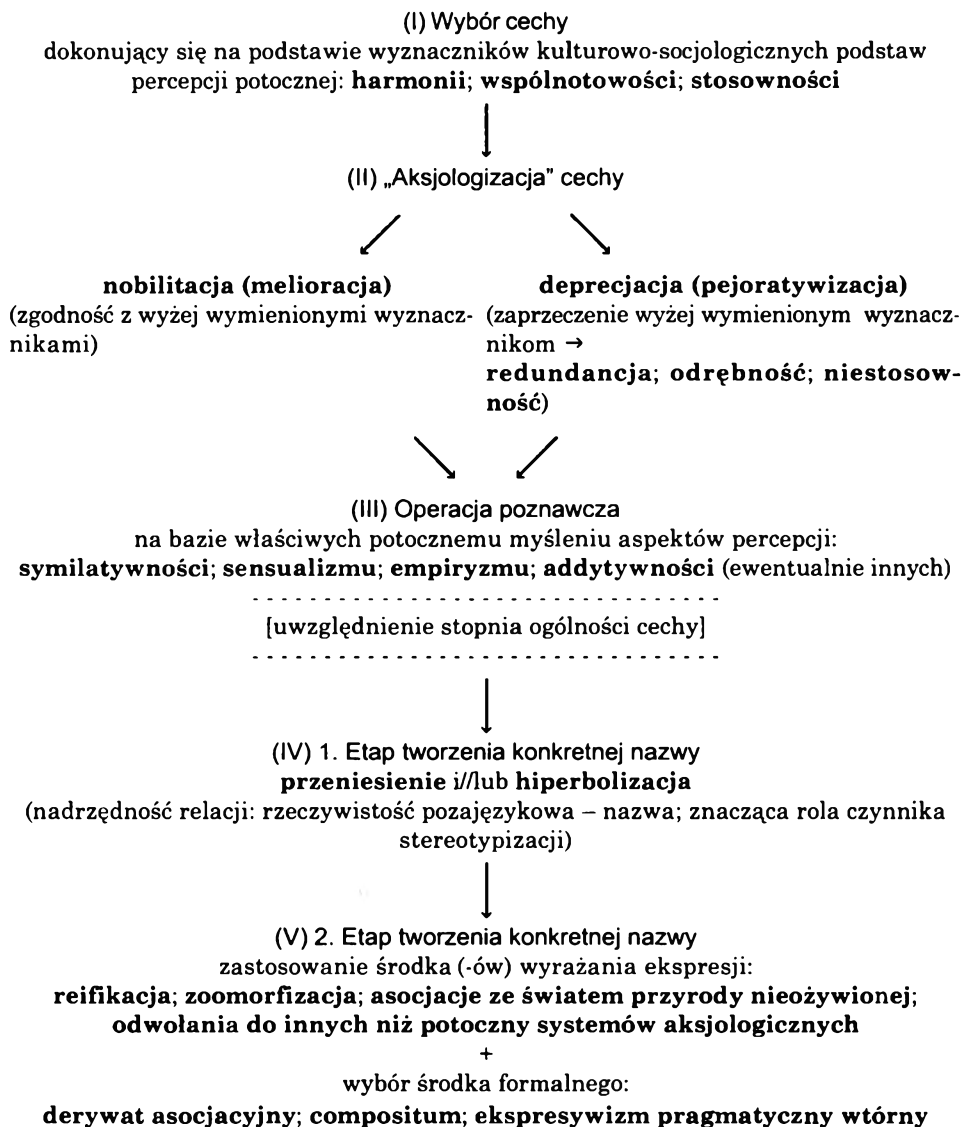 (I) Wybór cechy
dokonujący się na podstawie wyznaczników kulturowo-socjologicznych podstaw
percepcji potocznej: harmonii; wspólnotowości; stosowności
(II) „Aksjologizacja" cechy
nobilitacja (melioracja)
(zgodność z wyżej wymienionymi wyznacz-
nikami)
deprecjacja (pejoratywizacja)
(zaprzeczenie wyżej wymienionym wyznacz-
nikom →
redundancja; odrębność; niestosow-
ność)
(III) Operacja poznawcza
na bazie właściwych potocznemu myśleniu aspektów percepcji:
symilatywności; sensualizmu; empiryzmu; addytywności (ewentualnie innych)
[uwzględnienie stopnia ogólności cechy]
(IV) 1. Etap tworzenia konkretnej nazwy
przeniesienie i//lub hiperbolizacja
(nadrzędność relacji: rzeczywistość pozajęzykowa – nazwa; znacząca rola czynnika
stereotypizacji)
(V) 2. Etap tworzenia konkretnej nazwy
zastosowanie środka (-ów) wyrażania ekspresji:
reifikacja; zoomorfizacja; asocjacje ze światem przyrody nieożywionej;
odwołania do innych niż potoczny systemów aksjologicznych
+
wybór środka formalnego:
derywat asocjacyjny; compositum; ekspresywizm pragmatyczny wtórny